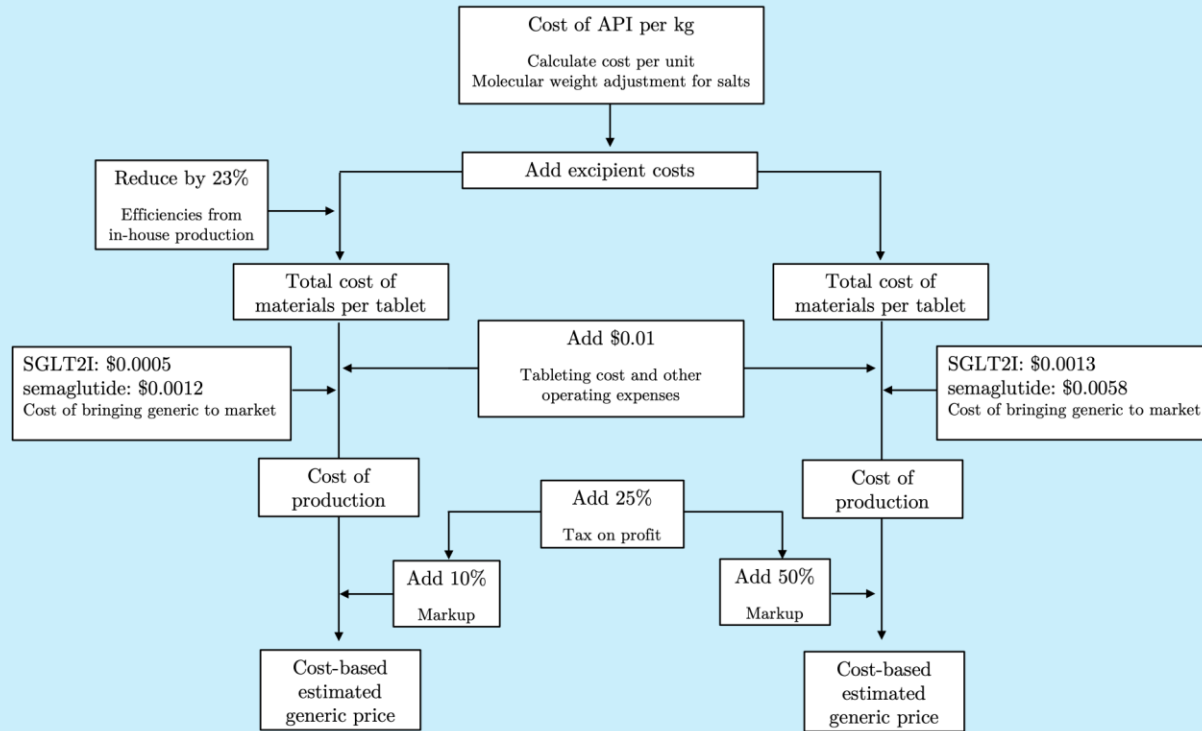 Cost of API per kg
Calculate cost per unit
Molecular weight adjustment for salts
Add excipient costs
Reduce by 23%
Efficiencies from
in-house production
Total cost of
materials per tablet
Total cost of
materials per tablet
Add $0.01
Tableting cost and other
operating expenses
SGLT2I: $0.0005
semaglutide: $0.0012
Cost of bringing generic to market
SGLT2I: $0.0013
semaglutide: $0.0058
Cost of bringing generic to market
Cost of
production
Cost of
production
Add 25%
Tax on profit
Add 10%
Markup
Add 50%
Markup
Cost-based
estimated
generic price
Cost-based
estimated
generic price